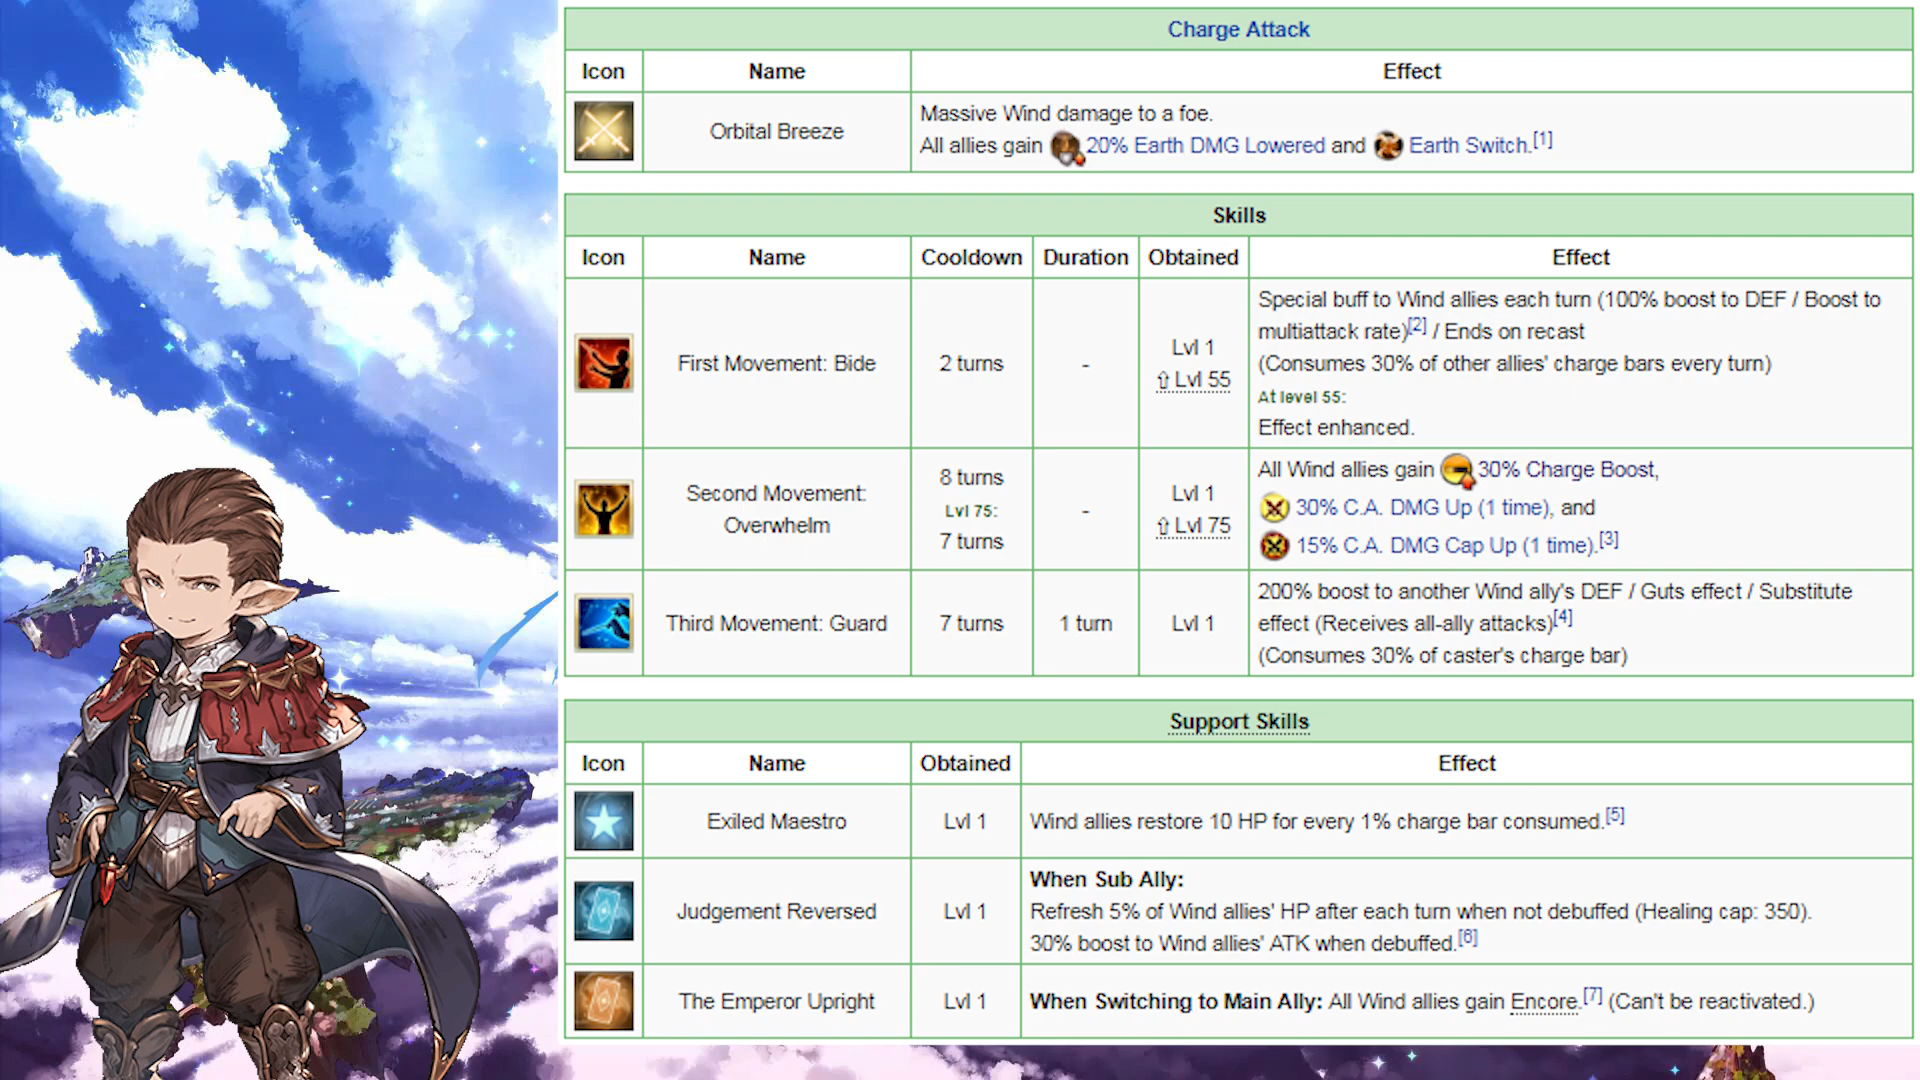 Charge Attack
Icon Name Effect
Orbital Breeze
Massive Wind damage to a foe.
All allies gain 20% Earth DMG Lowered and Earth Switch.[1]
Skills
Icon Name Cooldown Duration Obtained Effect
First Movement: Bide
2 turns
-
Lvl 1
⇧Lvl 55
Special buff to Wind allies each turn (100% boost to DEF / Boost to
multiattack rate)[2] / Ends on recast
(Consumes 30% of other allies' charge bars every turn)
At level 55:
Effect enhanced.
Second Movement:
Overwhelm
8 turns
Lvl 75:
7 turns
-
Lvl 1
⇧Lvl 75
All Wind allies gain 30% Charge Boost,
30% C.A. DMG Up (1 time), and
15% C.A. DMG Cap Up (1 time).[3]
Third Movement: Guard
7 turns
1 turn
Lvl 1
200% boost to another Wind ally's DEF / Guts effect / Substitute
effect (Receives all-ally attacks)[4]
(Consumes 30% of caster's charge bar)
Support Skills
Icon Name Obtained Effect
Exiled Maestro
Lvl 1
Wind allies restore 10 HP for every 1% charge bar consumed.[5]
Judgement Reversed
Lvl 1
When Sub Ally:
Refresh 5% of Wind allies' HP after each turn when not debuffed (Healing cap: 350).
30% boost to Wind allies' ATK when debuffed.[6]
The Emperor Upright
Lvl 1
When Switching to Main Ally: All Wind allies gain Encore.[7] (Can't be reactivated.)